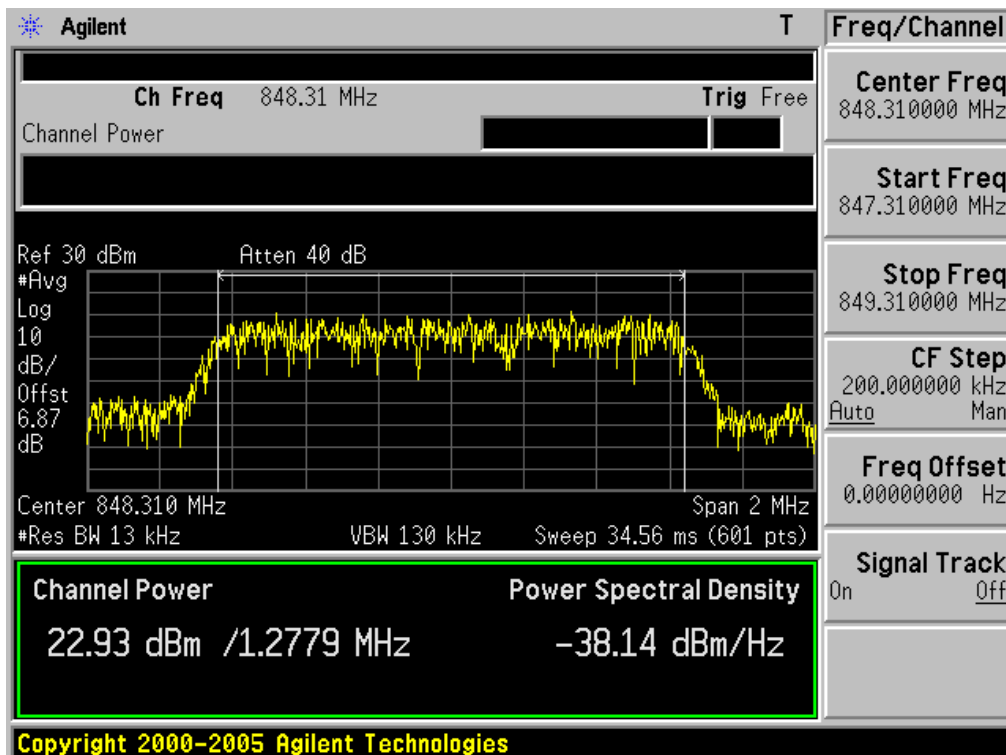 Agilent T
Freq/Channel
Ch Freq 848.31 MHz Trig Free
Channel Power
Center Freq
848.310000 MHz
Start Freq
847.310000 MHz
Stop Freq
849.310000 MHz
CF Step
200.000000 kHz
Auto Man
Freq Offset
0.00000000 Hz
Signal Track
On Off
Ref 30 dBm Atten 40 dB
#Avg
Log
10
dB/
Offst
6.87
dB
Center 848.310 MHz Span 2 MHz
#Res BW 13 kHz VBW 130 kHz Sweep 34.56 ms (601 pts)
Channel Power Power Spectral Density
22.93 dBm /1.2779 MHz -38.14 dBm/Hz
Copyright 2000-2005 Agilent Technologies